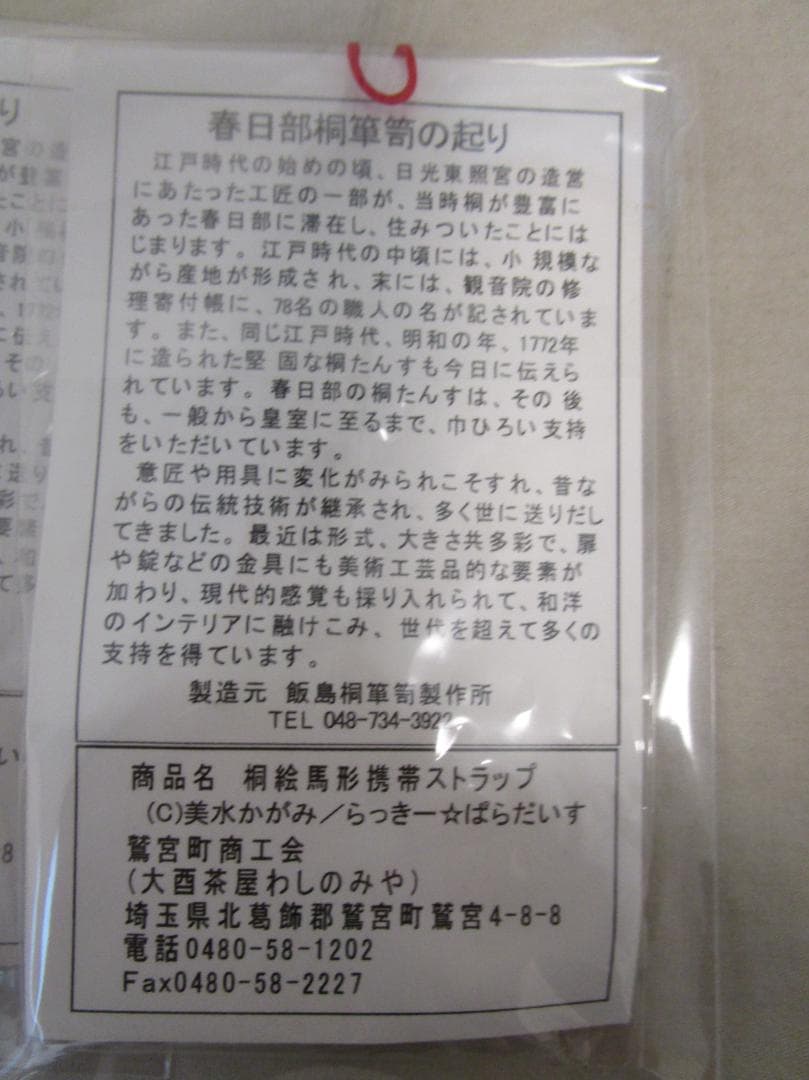 春日部桐箪笥の起り
江戸時代の始めの頃、日光東照宮の造営
にあたった工匠の一部が、当時桐が豊富に
あった春日部に滞在し、住みついたことには
じまります。江戸時代の中頃には、小 規模な
がら産地が形成され、末には、観音院の修
理寄付帳に、78名の職人の名が記されていま
す。また、同じ江戸時代、明和の年、1772年
に造られた堅 固な桐たんすも今日に伝えら
れています。春日部の桐たんすは、その 後
も、一般から皇室に至るまで、巾ひろい支持
をいただいています。
意匠や用具に変化がみられこそすれ、昔な
がらの伝統技術が継承され、多く世に送りだし
てきました。最近は形式、大きさ共多彩で、扉
や錠などの金具にも美術工芸品的な要素が
加わり、現代的感覚も採り入れられて、和洋
のインテリアに融けこみ、世代を超えて多くの
支持を得ています。
製造元 飯島桐箪笥製作所
TEL 048-734-3922
商品名 桐絵馬形携帯ストラップ
(C)美水かがみ／らっきー☆ぱらだいす
鷲宮町商工会
(大酉茶屋わしのみや)
埼玉県北葛飾郡鷲宮町鷲宮4-8-8
電話0480-58-1202
Fax0480-58-2227